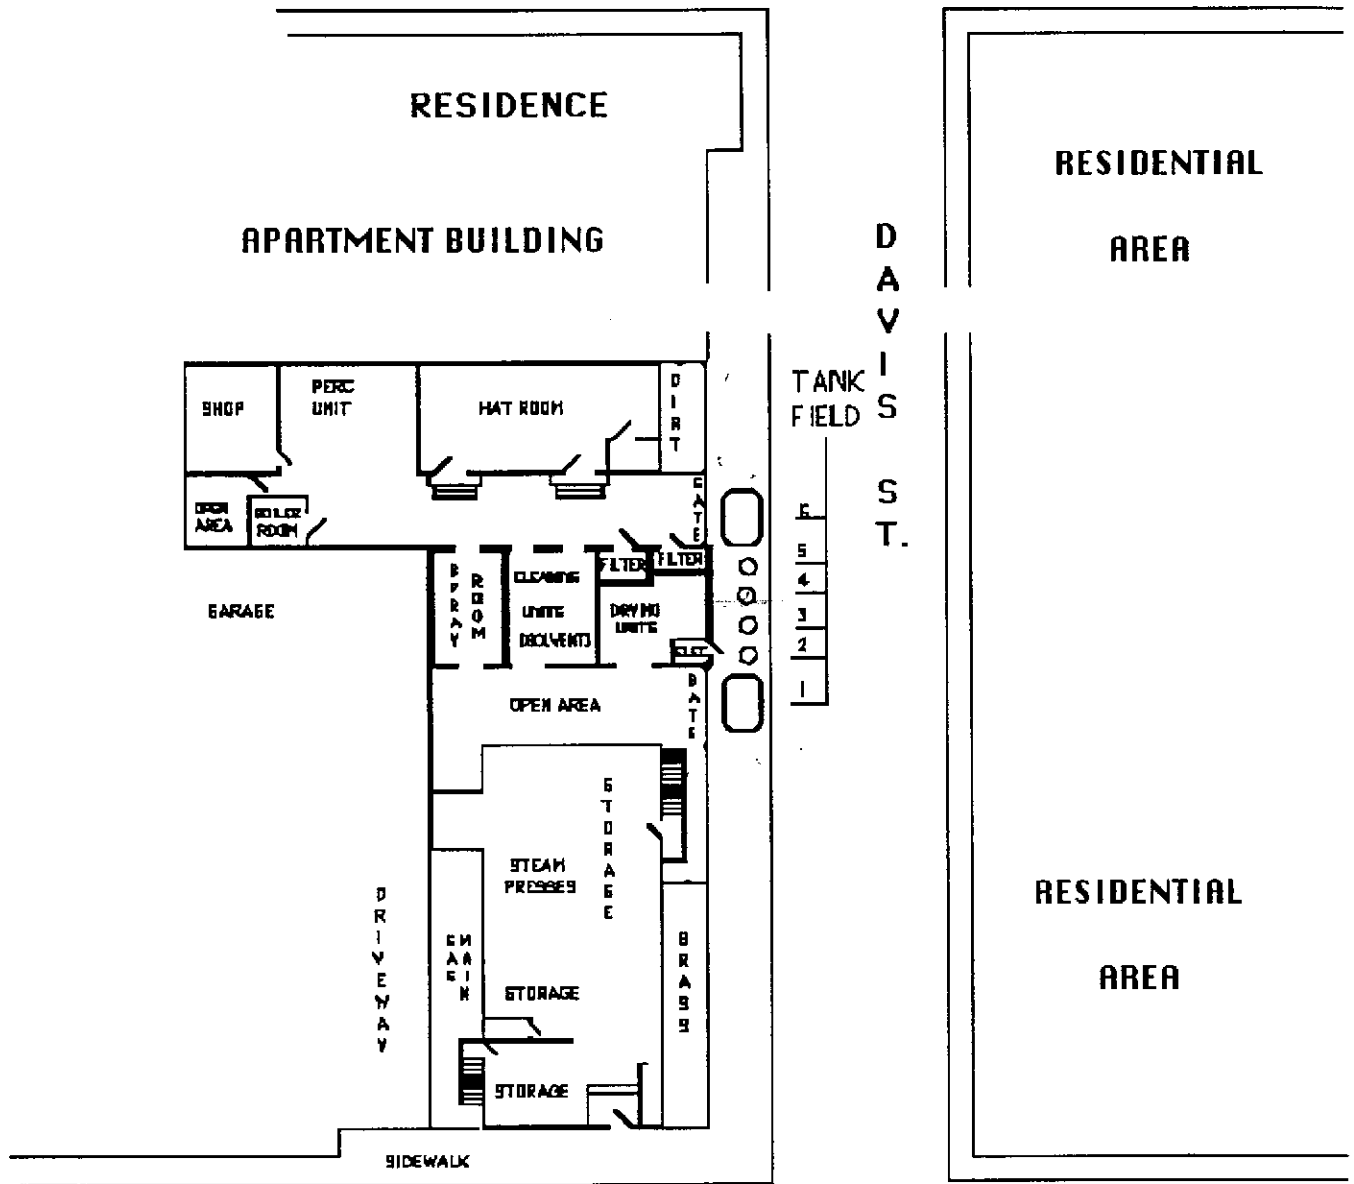 RESIDENCE
RESIDENTIAL
AREA
APARTMENT BUILDING
DAVIS ST.
TANK
FIELD
SHOP
PERC
UNIT
HAT ROOM
DIRT
OPEN
AREA
BOILER
ROOM
GATE
6
5
4
3
2
1
SPRAY
ROOM
CLEANING
UNITS
(SOLVENTS)
FILTER
FILTER
DRYING
UNITS
GARAGE
OPEN AREA
GATE
STORAGE
STEAM
PRESSES
DRIVEWAY
GAS
MAIN
STORAGE
GRASS
STORAGE
RESIDENTIAL
AREA
SIDEWALK